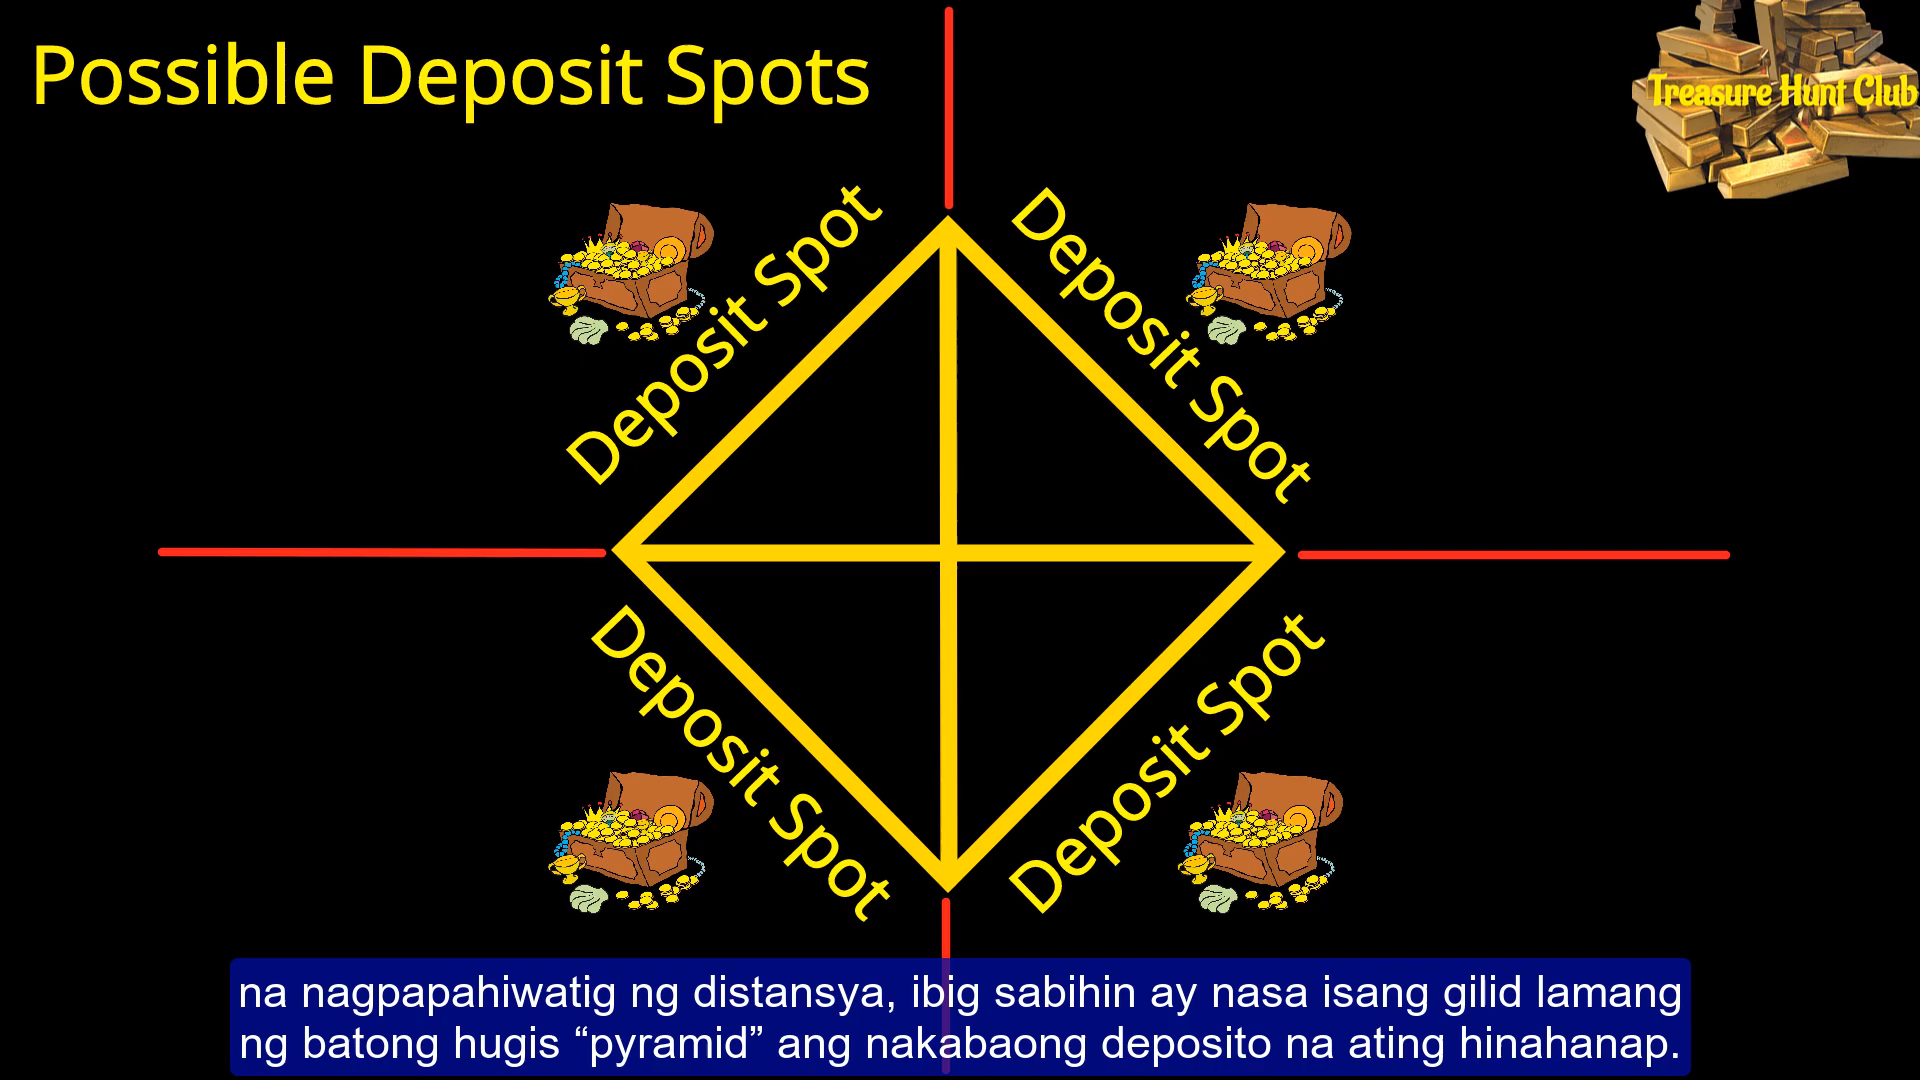 Possible Deposit Spots
Treasure Hunt Club
Deposit Spot
Deposit Spot
Deposit Spot
Deposit Spot
na nagpapahiwatig ng distansya, ibig sabihin ay nasa isang gilid lamang
ng batong hugis “pyramid” ang nakabaong deposito na ating hinahanap.